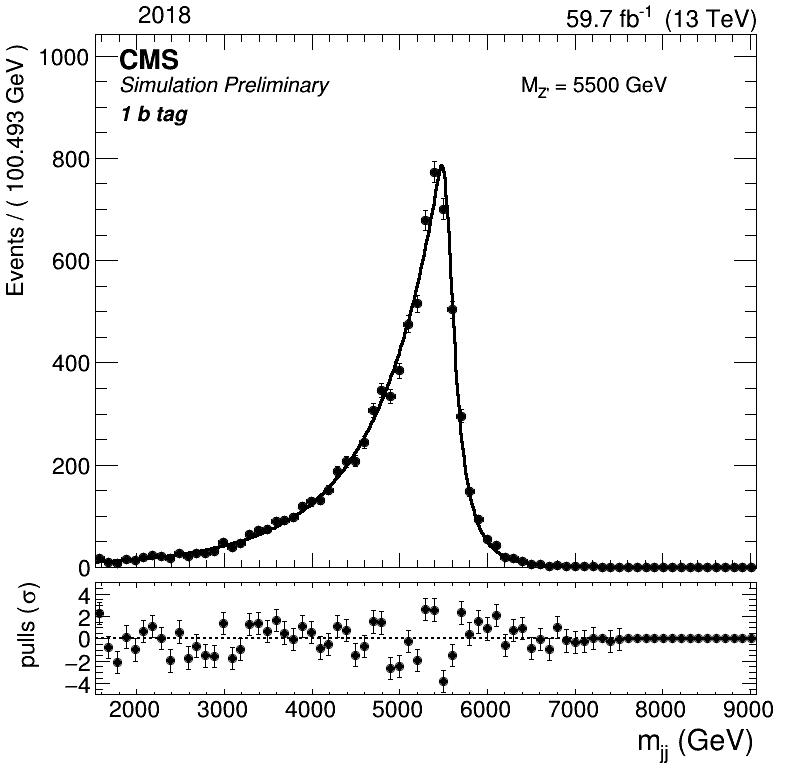 2018 59.7 fb⁻¹ (13 TeV)
CMS
Simulation Preliminary
M_Z' = 5500 GeV
1 b tag
Events / ( 100.493 GeV )
1000
800
600
400
200
0
pulls (σ)
4
2
0
−2
−4
2000 3000 4000 5000 6000 7000 8000 9000
m_jj (GeV)